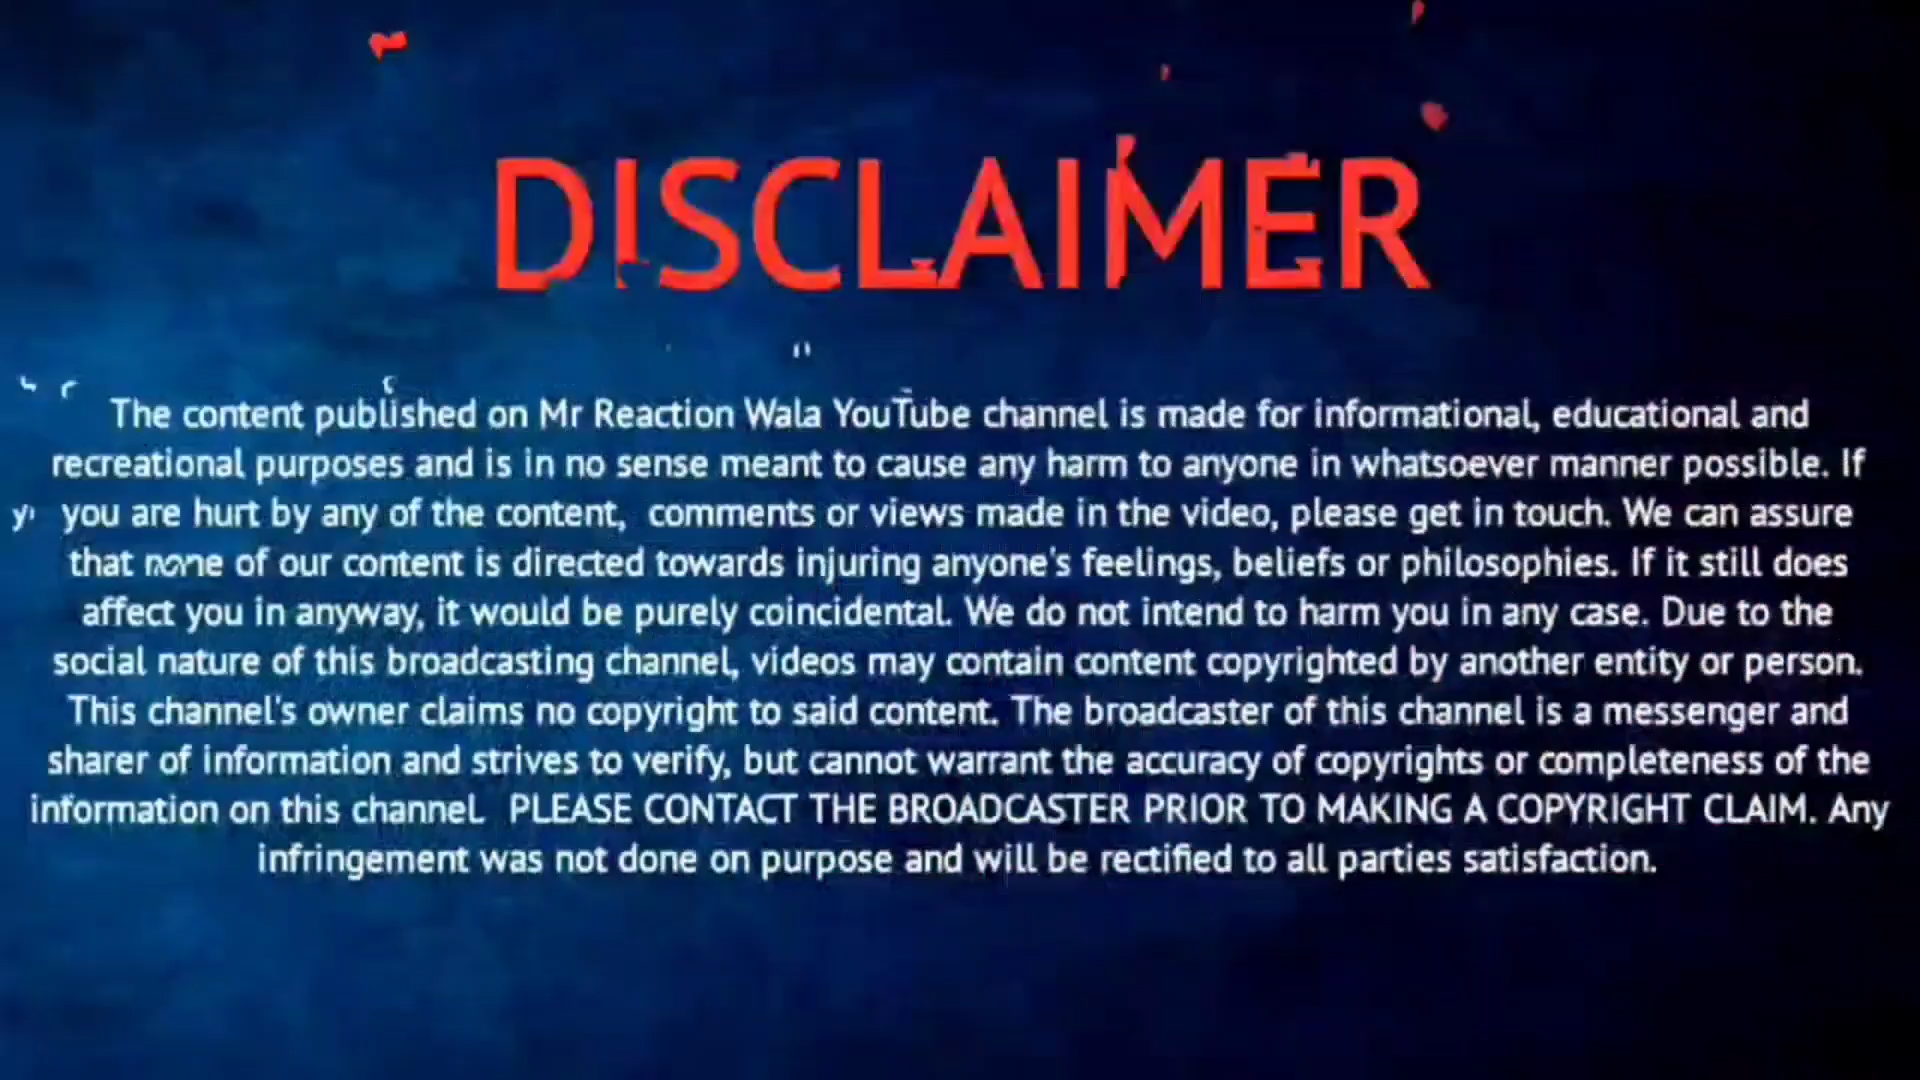 DISCLAIMER
The content published on Mr Reaction Wala YouTube channel is made for informational, educational and
recreational purposes and is in no sense meant to cause any harm to anyone in whatsoever manner possible. If
you are hurt by any of the content, comments or views made in the video, please get in touch. We can assure
that none of our content is directed towards injuring anyone's feelings, beliefs or philosophies. If it still does
affect you in anyway, it would be purely coincidental. We do not intend to harm you in any case. Due to the
social nature of this broadcasting channel, videos may contain content copyrighted by another entity or person.
This channel's owner claims no copyright to said content. The broadcaster of this channel is a messenger and
sharer of information and strives to verify, but cannot warrant the accuracy of copyrights or completeness of the
information on this channel. PLEASE CONTACT THE BROADCASTER PRIOR TO MAKING A COPYRIGHT CLAIM. Any
infringement was not done on purpose and will be rectified to all parties satisfaction.